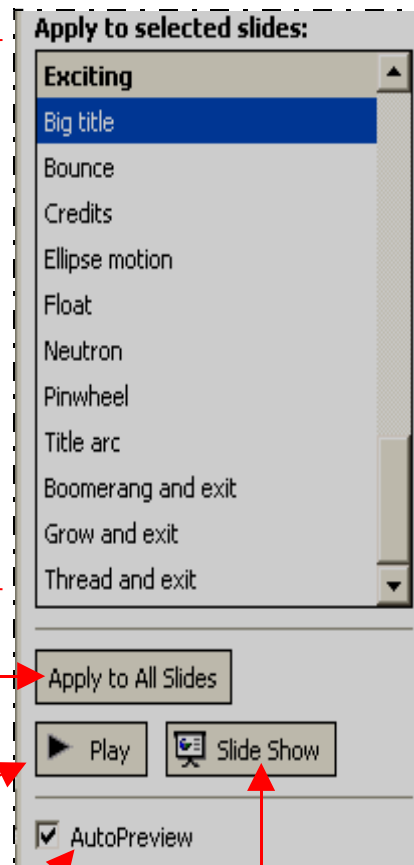 Apply to selected slides:
Exciting
Big title
Bounce
Credits
Ellipse motion
Float
Neutron
Pinwheel
Title arc
Boomerang and exit
Grow and exit
Thread and exit
Apply to All Slides
Play Slide Show
AutoPreview